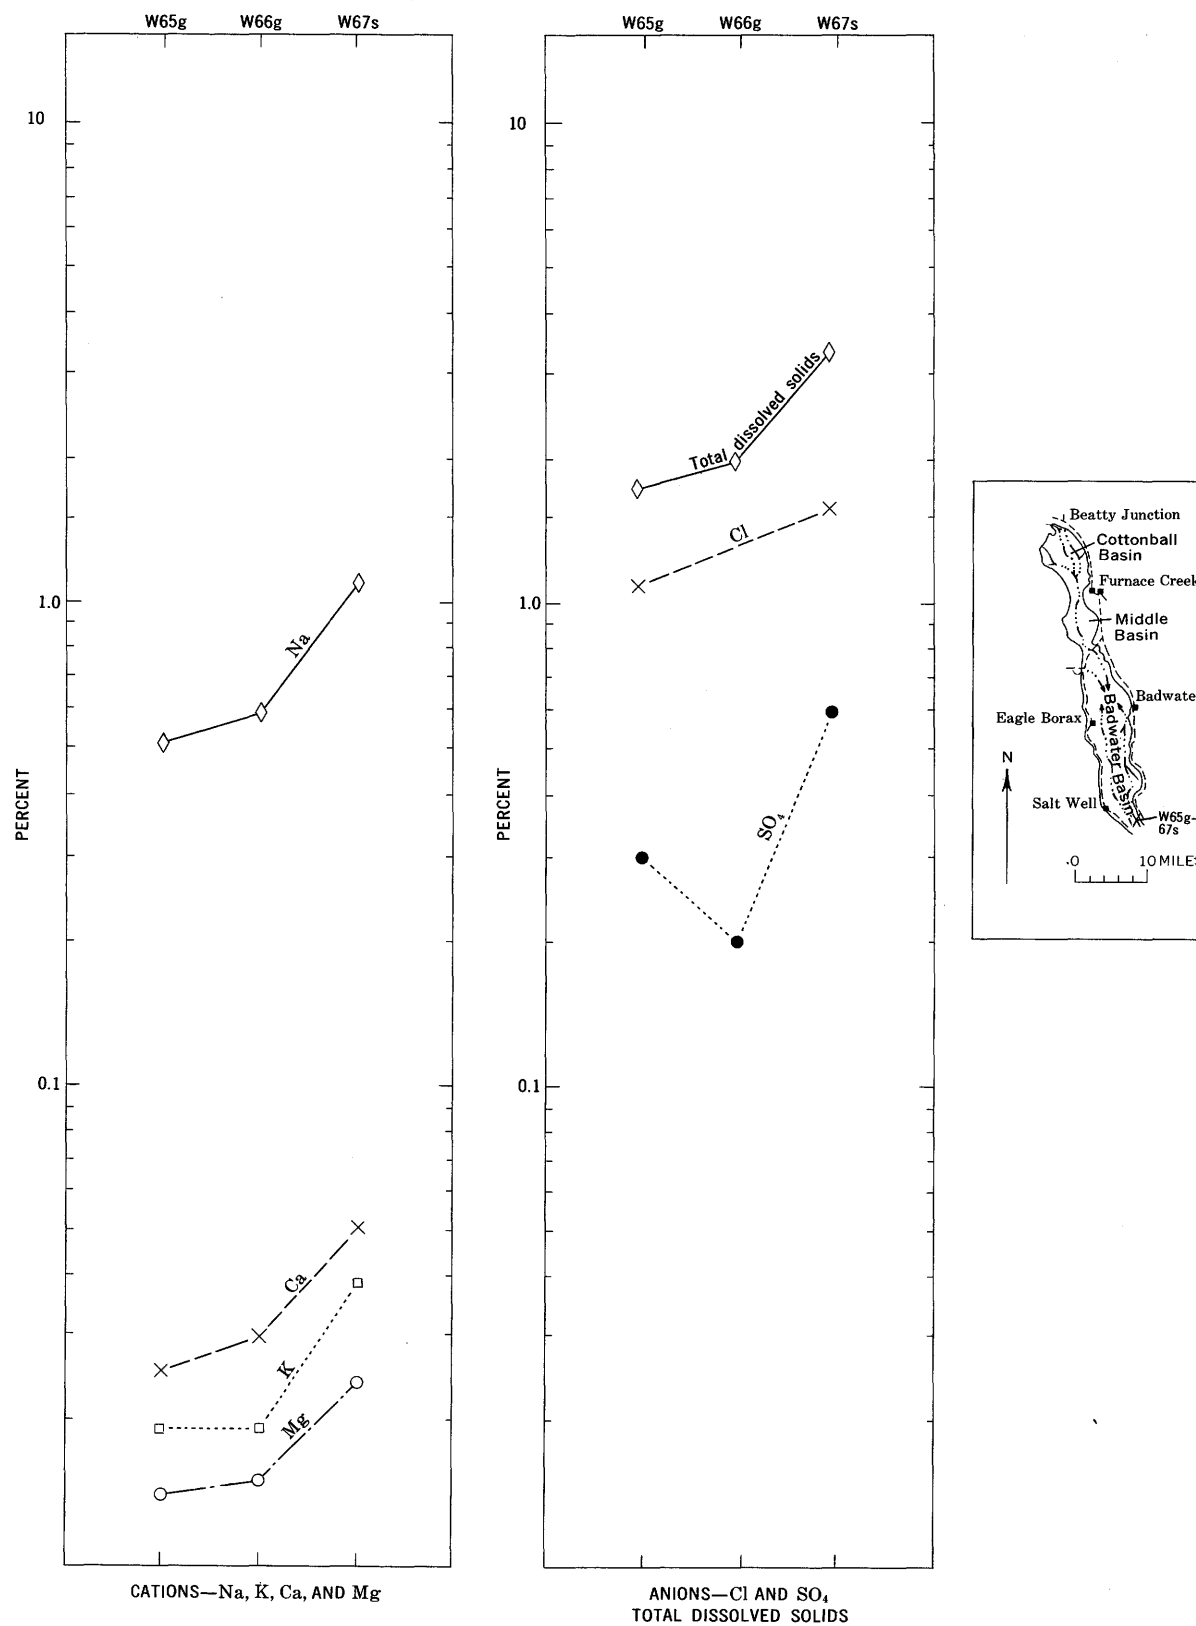 W65g W66g W67s
10
1.0
0.1
PERCENT
Na
Ca
K
Mg
CATIONS—Na, K, Ca, AND Mg
W65g W66g W67s
10
1.0
0.1
PERCENT
Total dissolved solids
Cl
SO₄
ANIONS—Cl AND SO₄
TOTAL DISSOLVED SOLIDS
Beatty Junction
Cottonball
Basin
Furnace Creek
Middle
Basin
Badwate
Eagle Borax
Badwater Basin
N
Salt Well
W65g–
67s
0 10 MILES